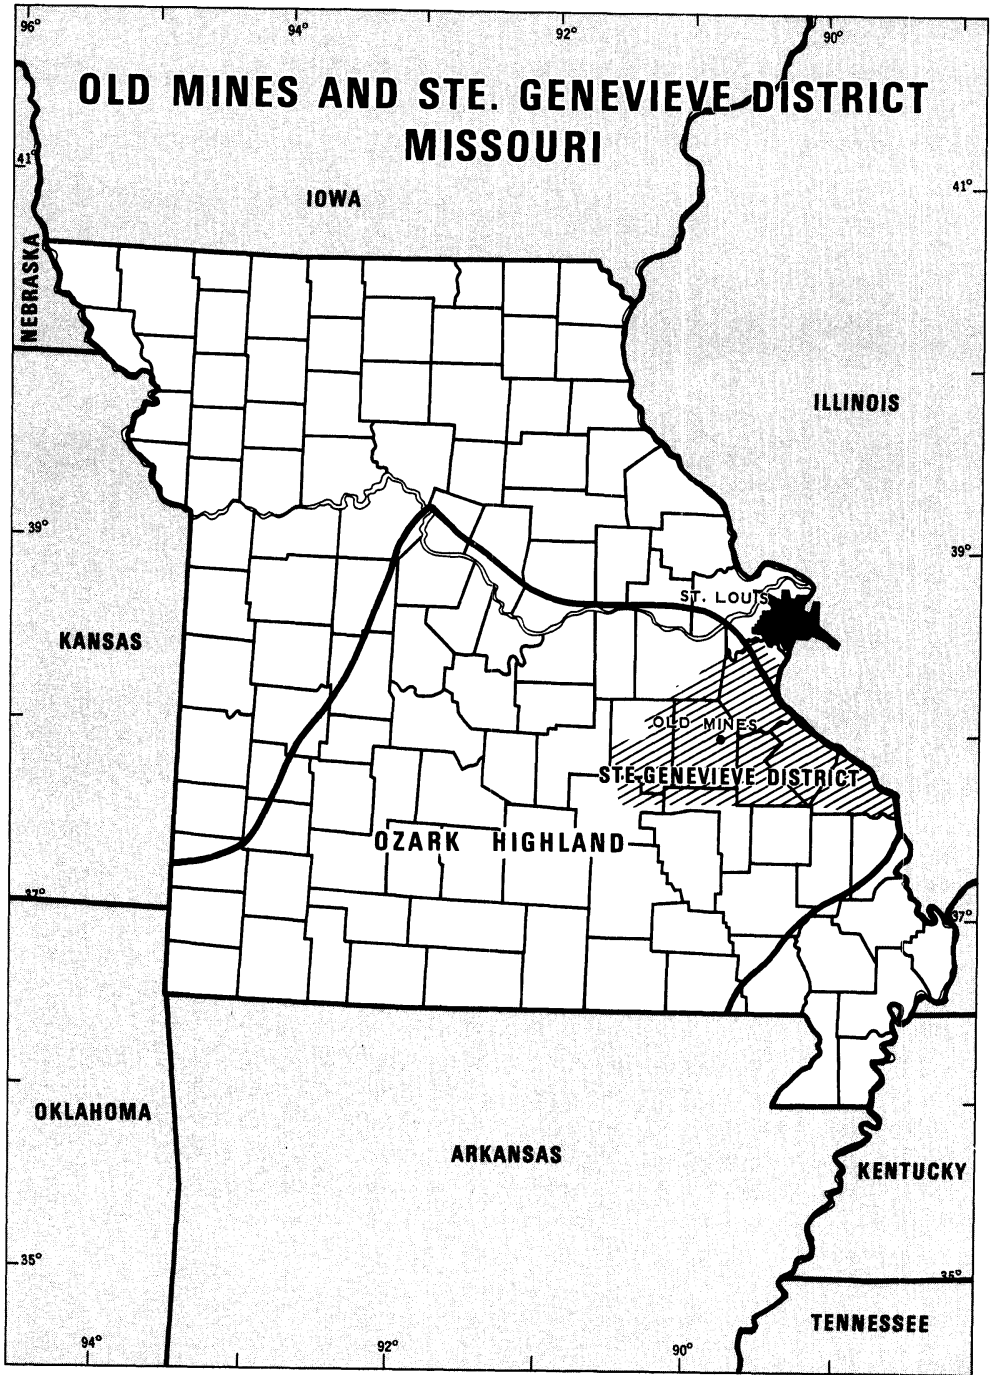 96° 94° 92° 90°
OLD MINES AND STE. GENEVIEVE DISTRICT
MISSOURI
41°
41°
IOWA
NEBRASKA
ILLINOIS
39°
39°
ST. LOUIS
KANSAS
OLD MINES
STE GENEVIEVE DISTRICT
OZARK HIGHLAND
37°
37°
OKLAHOMA
ARKANSAS
KENTUCKY
35°
35°
TENNESSEE
94° 92° 90°